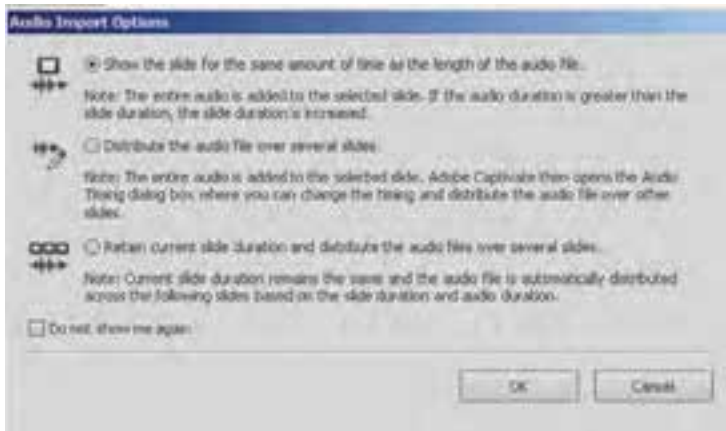 Audio Import Options
Show the slide for the same amount of time as the length of the audio file.
Note: The entire audio is added to the selected slide. If the audio duration is greater than the
slide duration, the slide duration is increased.
Distribute the audio file over several slides.
Note: The entire audio is added to the selected slide. Adobe Captivate then opens the Audio
Timing dialog box where you can change the timing and distribute the audio file over other
slides.
Retain current slide duration and distribute the audio files over several slides.
Note: Current slide duration remains the same and the audio file is automatically distributed
across the following slides based on the slide duration and audio duration.
Do not show me again
OK
Cancel